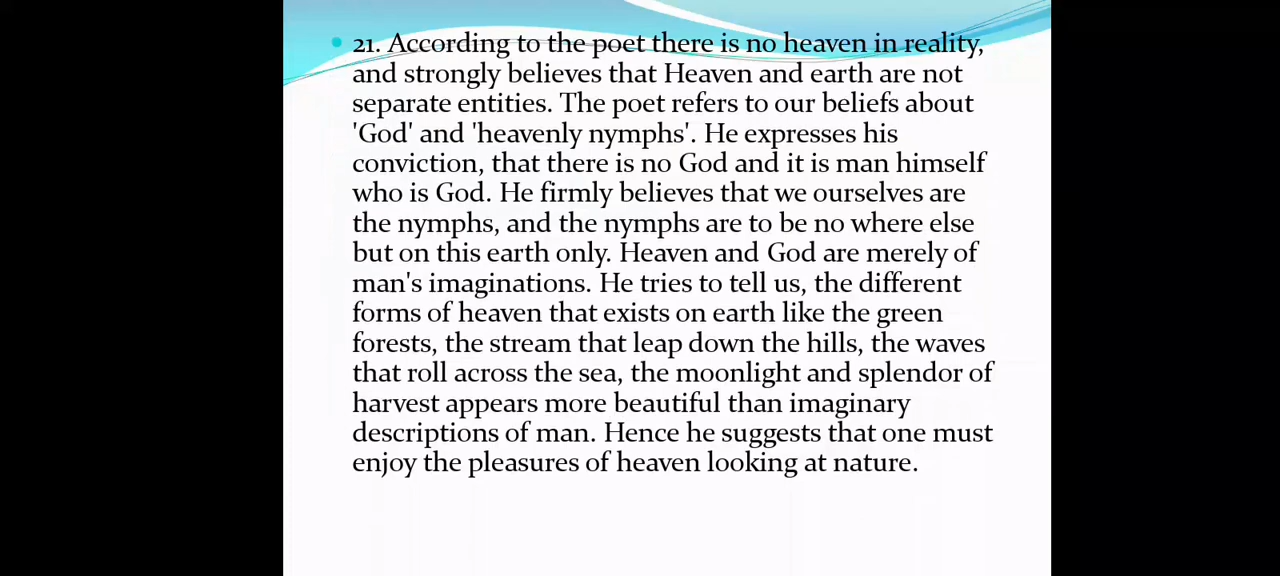 21. According to the poet there is no heaven in reality,
and strongly believes that Heaven and earth are not
separate entities. The poet refers to our beliefs about
'God' and 'heavenly nymphs'. He expresses his
conviction, that there is no God and it is man himself
who is God. He firmly believes that we ourselves are
the nymphs, and the nymphs are to be no where else
but on this earth only. Heaven and God are merely of
man's imaginations. He tries to tell us, the different
forms of heaven that exists on earth like the green
forests, the stream that leap down the hills, the waves
that roll across the sea, the moonlight and splendor of
harvest appears more beautiful than imaginary
descriptions of man. Hence he suggests that one must
enjoy the pleasures of heaven looking at nature.